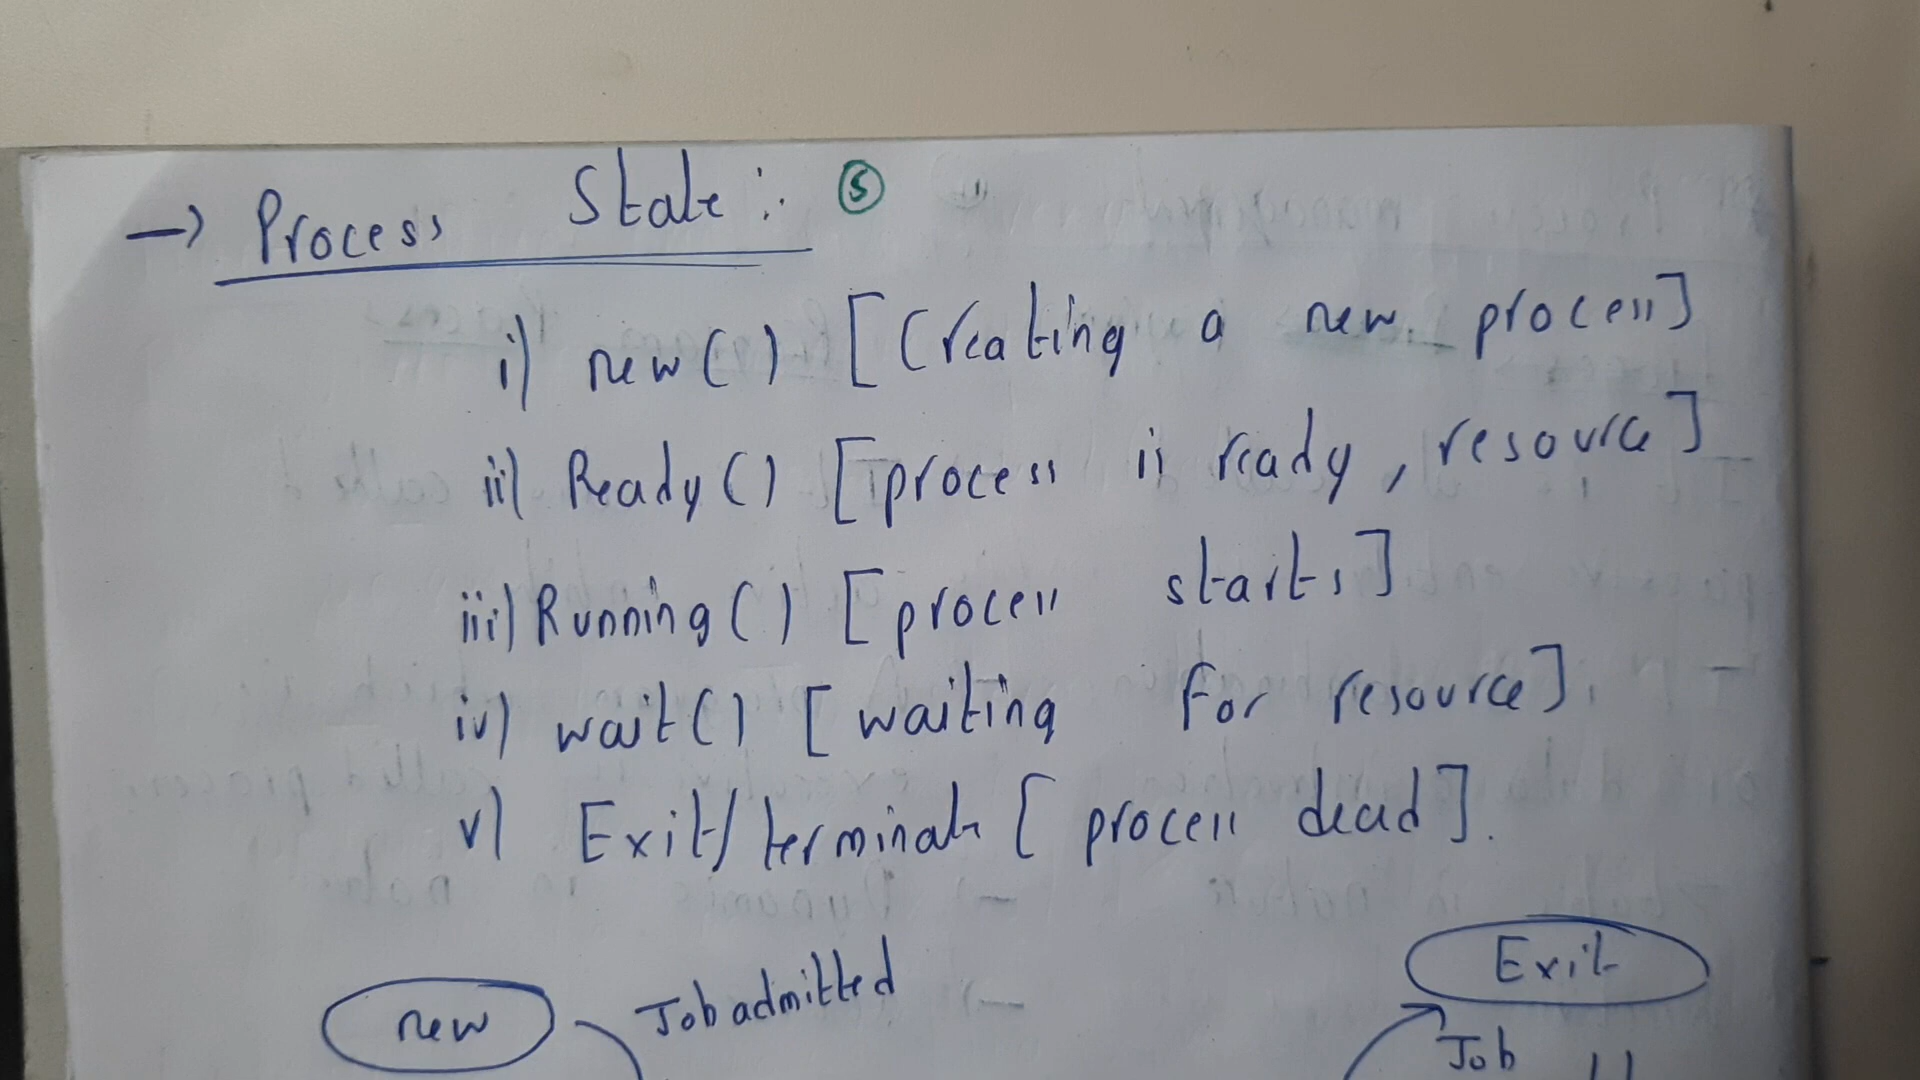 → Process State :. ⑤
i) new() [Creating a new process]
ii) Ready() [process is ready, resource]
iii) Running() [process starts]
iv) wait() [waiting for resource].
v) Exit/terminate [process dead].
Exit
new Job admitted
Job